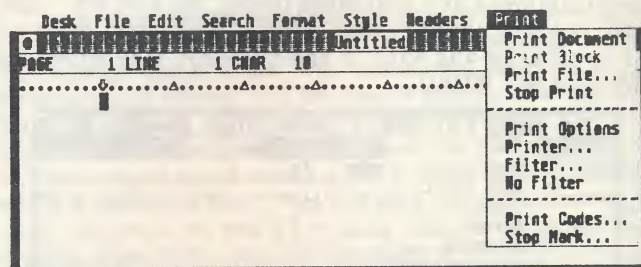 Desk File Edit Search Format Style Headers Print
Untitled
PAGE 1 LINE 1 CHAR 10
Print Document
Print Block
Print File...
Stop Print
Print Options
Printer...
Filter...
No Filter
Print Codes...
Stop Mark...